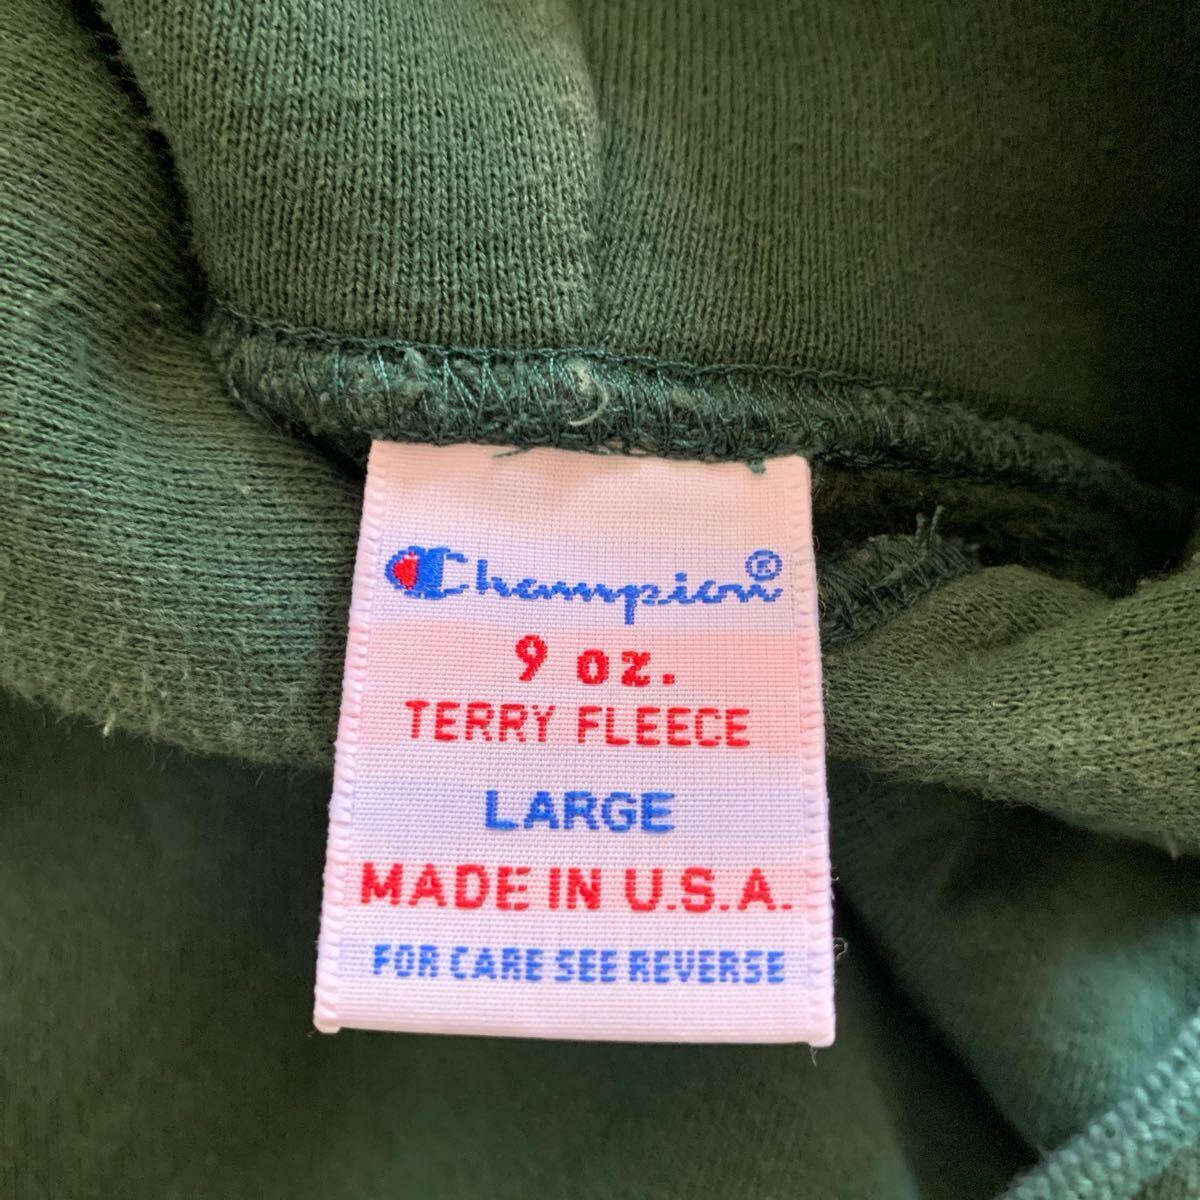 Champion®
9 oz.
TERRY FLEECE
LARGE
MADE IN U.S.A.
FOR CARE SEE REVERSE